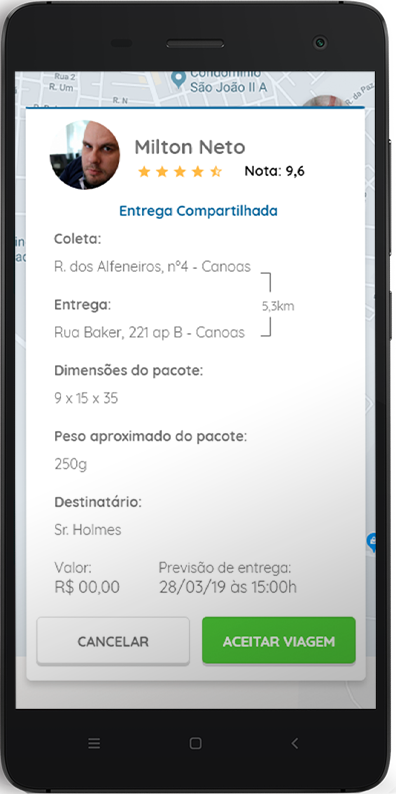 Rua 2
R. Um
Condomínio
São João II A
R. da Paz
R. N
Milton Neto
Nota: 9,6
Entrega Compartilhada
Coleta:
R. dos Alfeneiros, nº4 - Canoas
5,3km
Entrega:
Rua Baker, 221 ap B - Canoas
Dimensões do pacote:
9 x 15 x 35
Peso aproximado do pacote:
250g
Destinatário:
Sr. Holmes
Valor:
Previsão de entrega:
R$ 00,00
28/03/19 às 15:00h
CANCELAR
ACEITAR VIAGEM